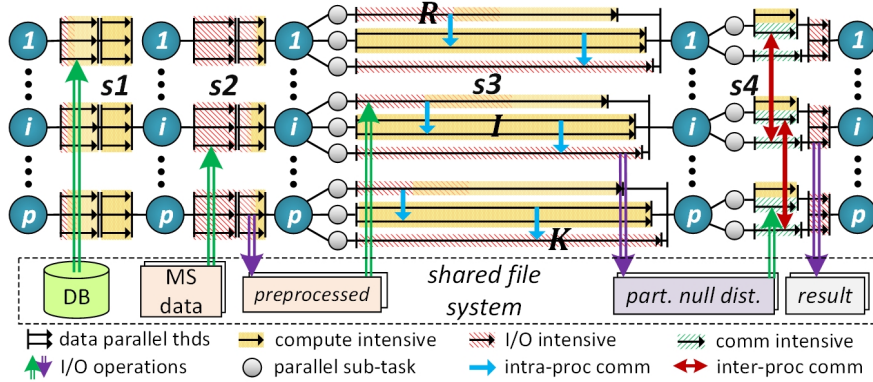 R
1 1 1 1 1
s1 s2 s3 s4
i i i I i i
p p p p p
K
DB
MS
data
preprocessed
shared file
system
part. null dist.
result
data parallel thds compute intensive I/O intensive comm intensive
I/O operations parallel sub-task intra-proc comm inter-proc comm